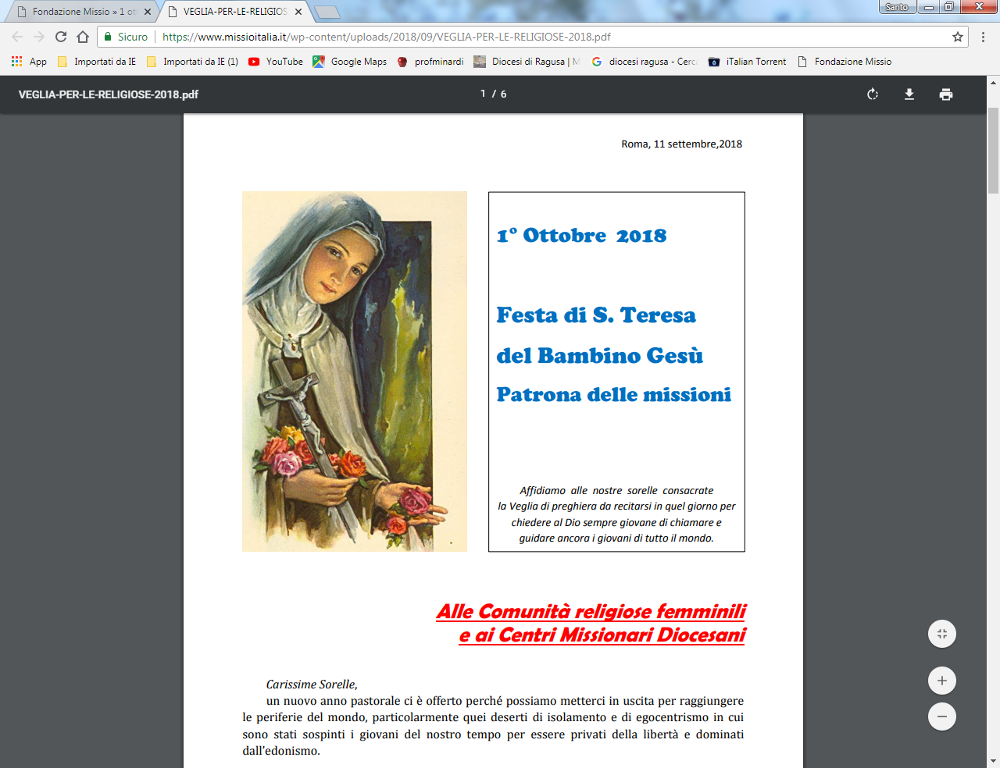 Fondazione Missio » 1 ott
VEGLIA-PER-LE-RELIGIOS
Santo
Sicuro
https://www.missioitalia.it/wp-content/uploads/2018/09/VEGLIA-PER-LE-RELIGIOSE-2018.pdf
App
Importati da IE
Importati da IE (1)
YouTube
Google Maps
profminardi
Diocesi di Ragusa | M
diocesi ragusa - Cerca
iTalian Torrent
Fondazione Missio
VEGLIA-PER-LE-RELIGIOSE-2018.pdf
1 / 6
Roma, 11 settembre,2018
1° Ottobre 2018
Festa di S. Teresa
del Bambino Gesù
Patrona delle missioni
Affidiamo alle nostre sorelle consacrate
la Veglia di preghiera da recitarsi in quel giorno per
chiedere al Dio sempre giovane di chiamare e
guidare ancora i giovani di tutto il mondo.
Alle Comunità religiose femminili
e ai Centri Missionari Diocesani
Carissime Sorelle,
un nuovo anno pastorale ci è offerto perché possiamo metterci in uscita per raggiungere
le periferie del mondo, particolarmente quei deserti di isolamento e di egocentrismo in cui
sono stati sospinti i giovani del nostro tempo per essere privati della libertà e dominati
dall'edonismo.